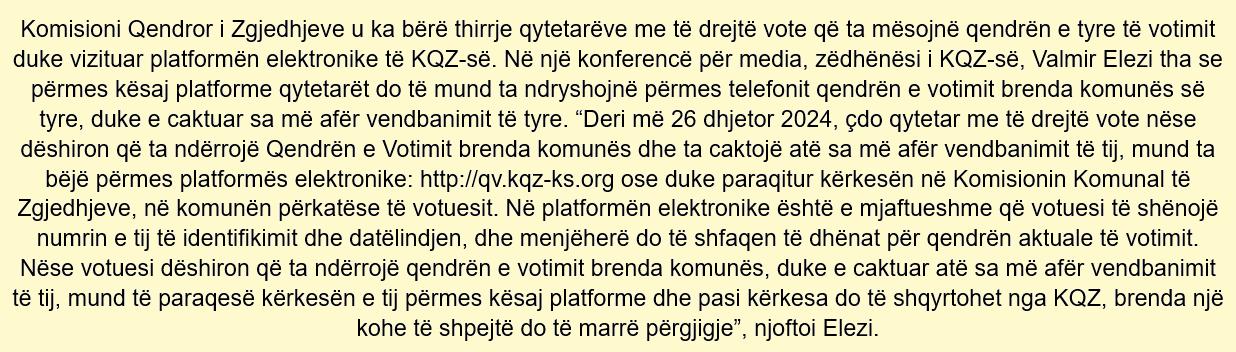 Komisioni Qendror i Zgjedhjeve u ka bërë thirrje qytetarëve me të drejtë vote që ta mësojnë qendrën e tyre të votimit
duke vizituar platformën elektronike të KQZ-së. Në një konferencë për media, zëdhënësi i KQZ-së, Valmir Elezi tha se
përmes kësaj platforme qytetarët do të mund ta ndryshojnë përmes telefonit qendrën e votimit brenda komunës së
tyre, duke e caktuar sa më afër vendbanimit të tyre. “Deri më 26 dhjetor 2024, çdo qytetar me të drejtë vote nëse
dëshiron që ta ndërrojë Qendrën e Votimit brenda komunës dhe ta caktojë atë sa më afër vendbanimit të tij, mund ta
bëjë përmes platformës elektronike: http://qv.kqz-ks.org ose duke paraqitur kërkesën në Komisionin Komunal të
Zgjedhjeve, në komunën përkatëse të votuesit. Në platformën elektronike është e mjaftueshme që votuesi të shënojë
numrin e tij të identifikimit dhe datëlindjen, dhe menjëherë do të shfaqen të dhënat për qendrën aktuale të votimit.
Nëse votuesi dëshiron që ta ndërrojë qendrën e votimit brenda komunës, duke e caktuar atë sa më afër vendbanimit
të tij, mund të paraqesë kërkesën e tij përmes kësaj platforme dhe pasi kërkesa do të shqyrtohet nga KQZ, brenda një
kohe të shpejtë do të marrë përgjigje”, njoftoi Elezi.